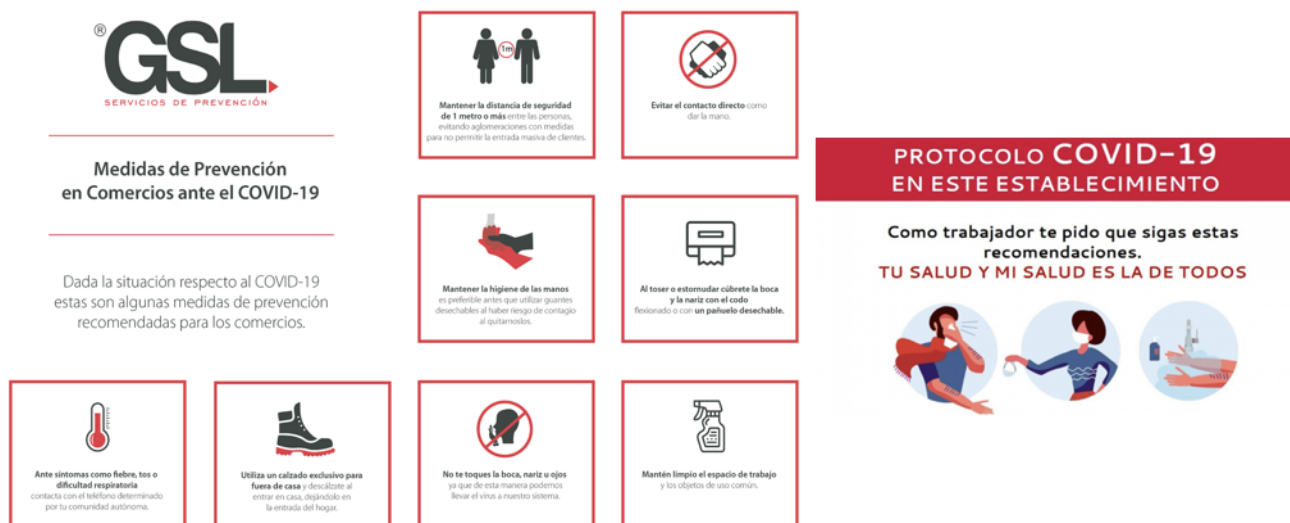 ® GSL
SERVICIOS DE PREVENCIÓN
Medidas de Prevención
en Comercios ante el COVID-19
Dada la situación respecto al COVID-19
estas son algunas medidas de prevención
recomendadas para los comercios.
1m
Mantener la distancia de seguridad
de 1 metro o más entre las personas,
evitando aglomeraciones con medidas
para no permitir la entrada masiva de clientes.
Evitar el contacto directo como
dar la mano.
Mantener la higiene de las manos
es preferible antes que utilizar guantes
desechables al haber riesgo de contagio
al quitarnoslos.
Al toser o estornudar cúbrete la boca
y la nariz con el codo
flexionado o con un pañuelo desechable.
Ante síntomas como fiebre, tos o
dificultad respiratoria
contacta con el teléfono determinado
por tu comunidad autónoma.
Utiliza un calzado exclusivo para
fuera de casa y descálzate al
entrar en casa, dejándolo en
la entrada del hogar.
No te toques la boca, nariz u ojos
ya que de esta manera podemos
llevar el virus a nuestro sistema.
Mantén limpio el espacio de trabajo
y los objetos de uso común.
PROTOCOLO COVID-19
EN ESTE ESTABLECIMIENTO
Como trabajador te pido que sigas estas
recomendaciones.
TU SALUD Y MI SALUD ES LA DE TODOS